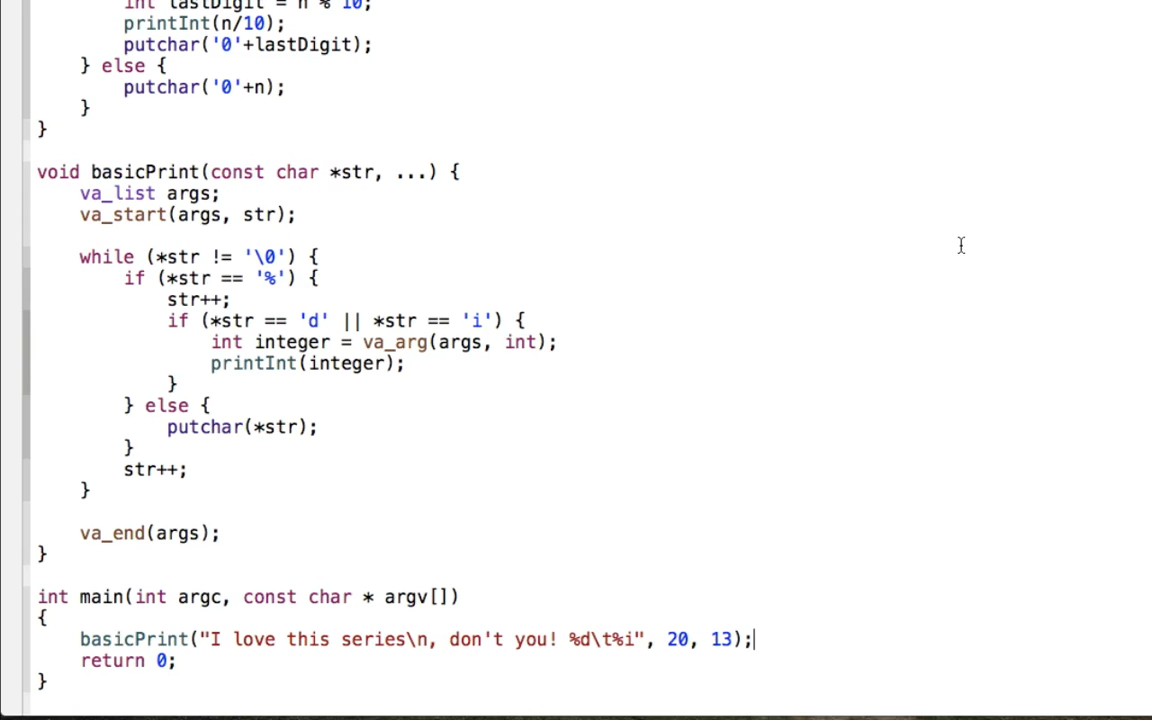 int lastDigit = n % 10;
printInt(n/10);
putchar('0'+lastDigit);
} else {
putchar('0'+n);
}
}
void basicPrint(const char *str, ...) {
va_list args;
va_start(args, str);
while (*str != '\0') {
if (*str == '%') {
str++;
if (*str == 'd' || *str == 'i') {
int integer = va_arg(args, int);
printInt(integer);
}
} else {
putchar(*str);
}
str++;
}
va_end(args);
}
int main(int argc, const char * argv[])
{
basicPrint("I love this series\n, don't you! %d\t%i", 20, 13);
return 0;
}